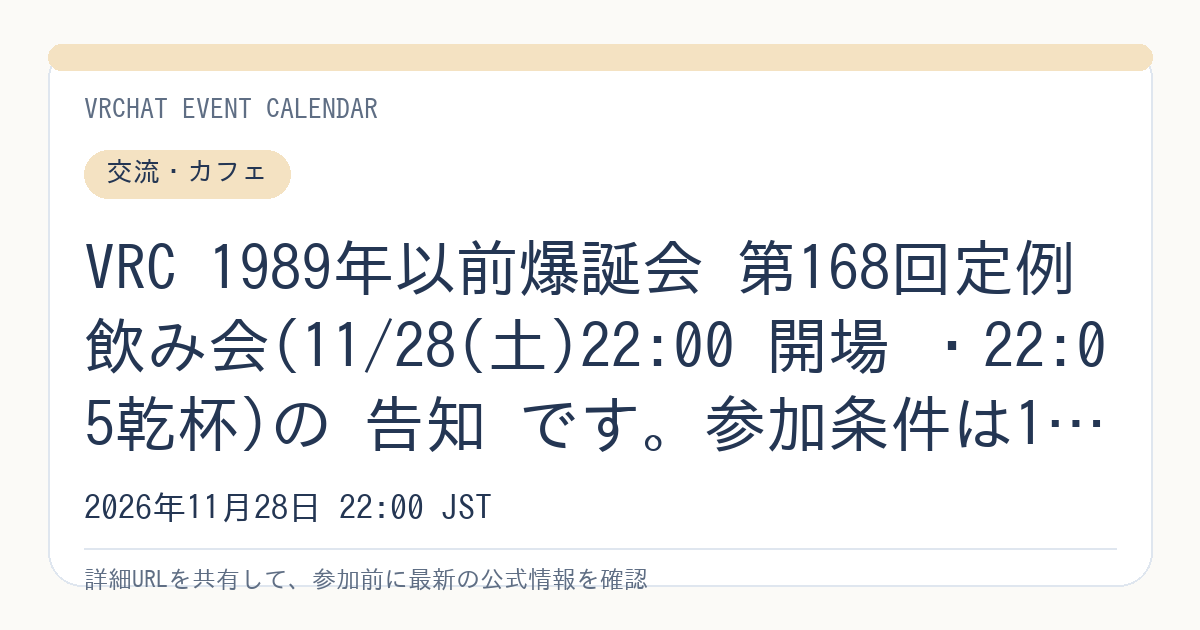 VRCHAT EVENT CALENDAR
交流・カフェ
VRC 1989年以前爆誕会 第168回定例
飲み会(11/28(土)22:00 開場 ・22:0
5乾杯)の 告知 です。参加条件は1…
2026年11月28日 22:00 JST
詳細URLを共有して、参加前に最新の公式情報を確認